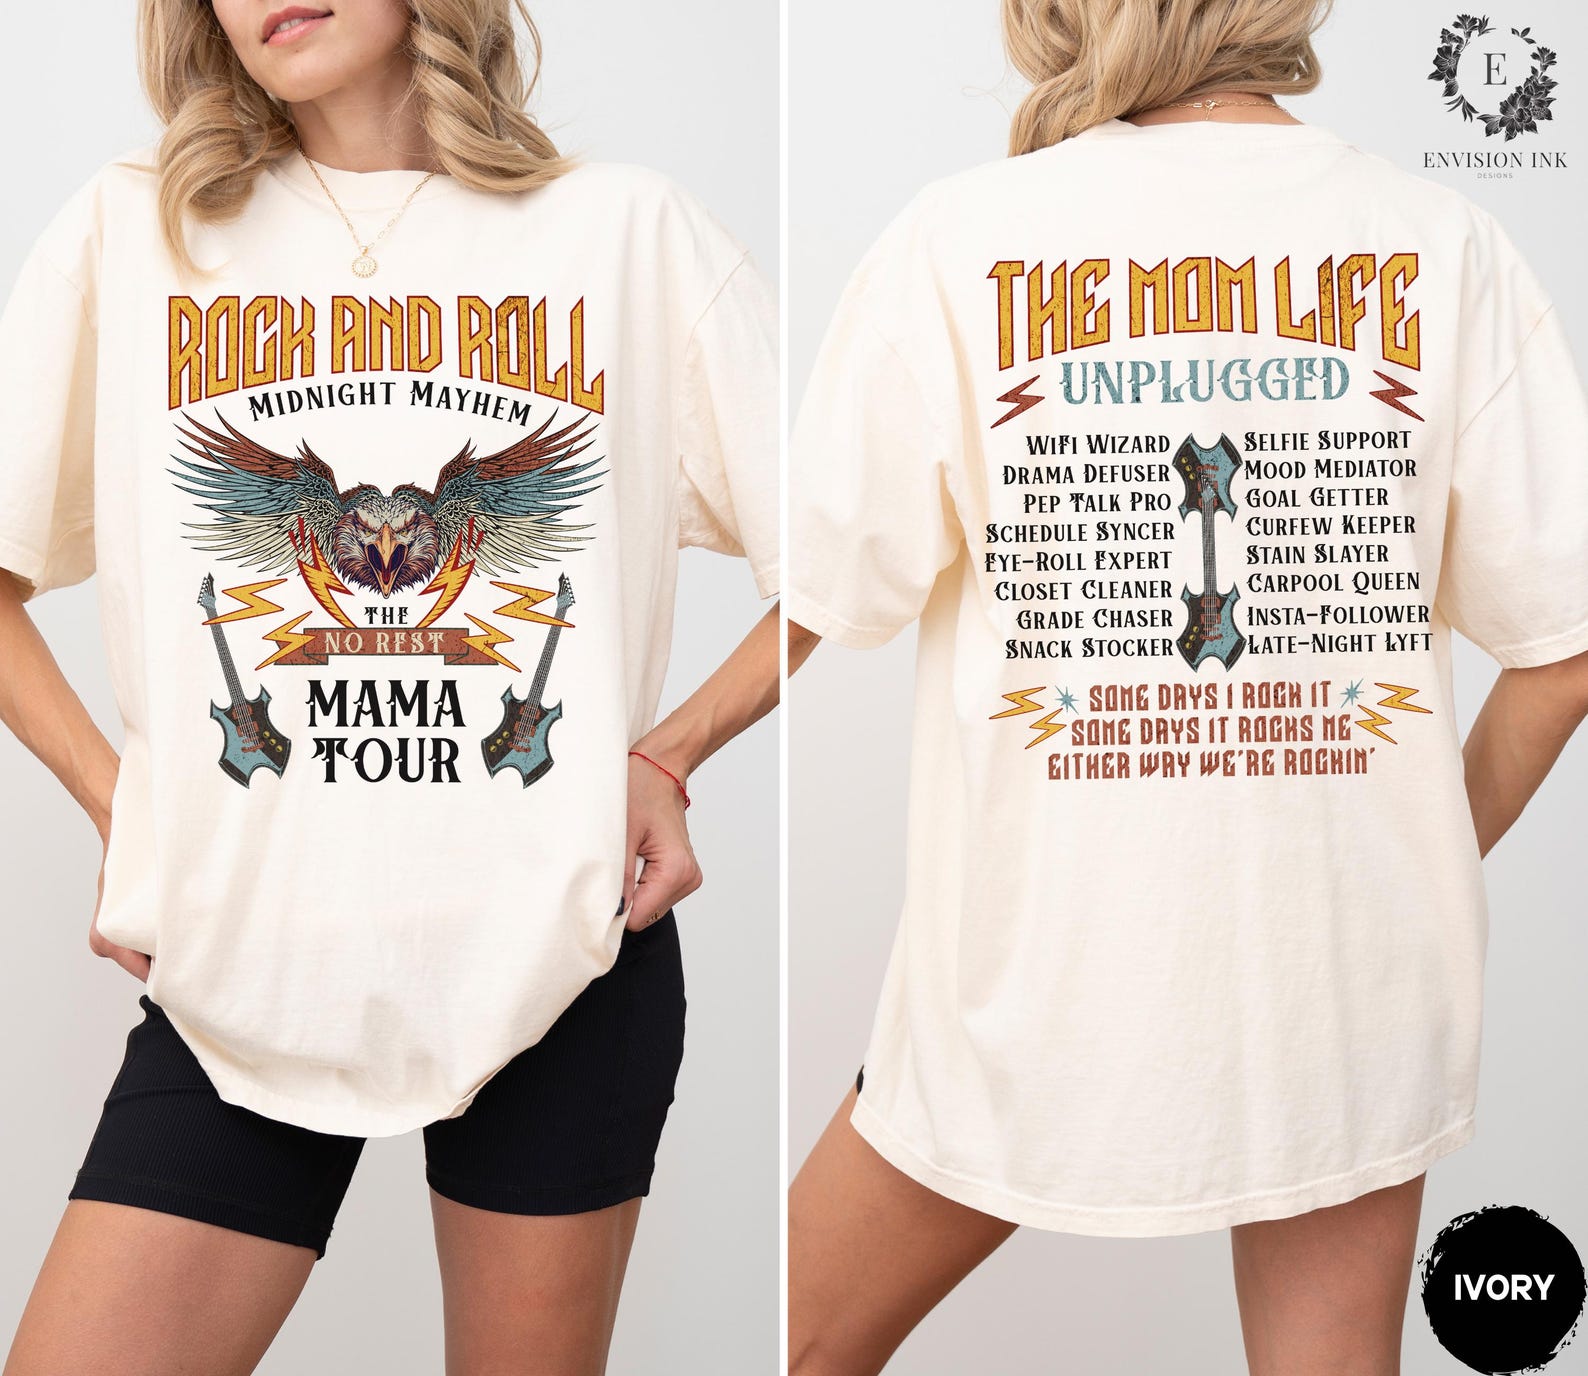 ROCK AND ROLL
MIDNIGHT MAYHEM
THE
NO REST
MAMA
TOUR
E
ENVISION INK
DESIGNS
THE MOM LIFE
UNPLUGGED
WIFI WIZARD
DRAMA DEFUSER
PEP TALK PRO
SCHEDULE SYNCER
EYE-ROLL EXPERT
CLOSET CLEANER
GRADE CHASER
SNACK STOCKER
SELFIE SUPPORT
MOOD MEDIATOR
GOAL GETTER
CURFEW KEEPER
STAIN SLAYER
CARPOOL QUEEN
INSTA-FOLLOWER
LATE-NIGHT LYFT
SOME DAYS I ROCK IT
SOME DAYS IT ROCKS ME
EITHER WAY WE'RE ROCKIN'
IVORY